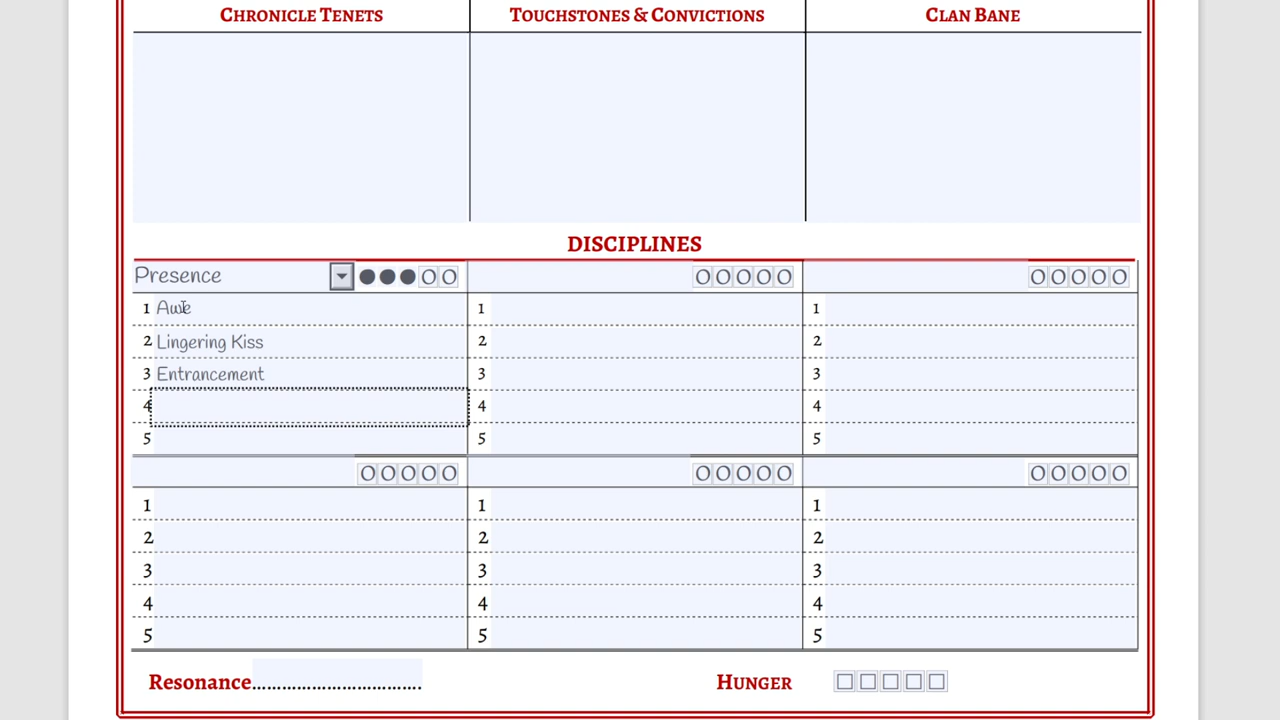 CHRONICLE TENETS
TOUCHSTONES & CONVICTIONS
CLAN BANE
DISCIPLINES
Presence
1 Awe
2 Lingering Kiss
3 Entrancement
4
5
1
2
3
4
5
1
2
3
4
5
1
2
3
4
5
1
2
3
4
5
1
2
3
4
5
Resonance.................................
HUNGER